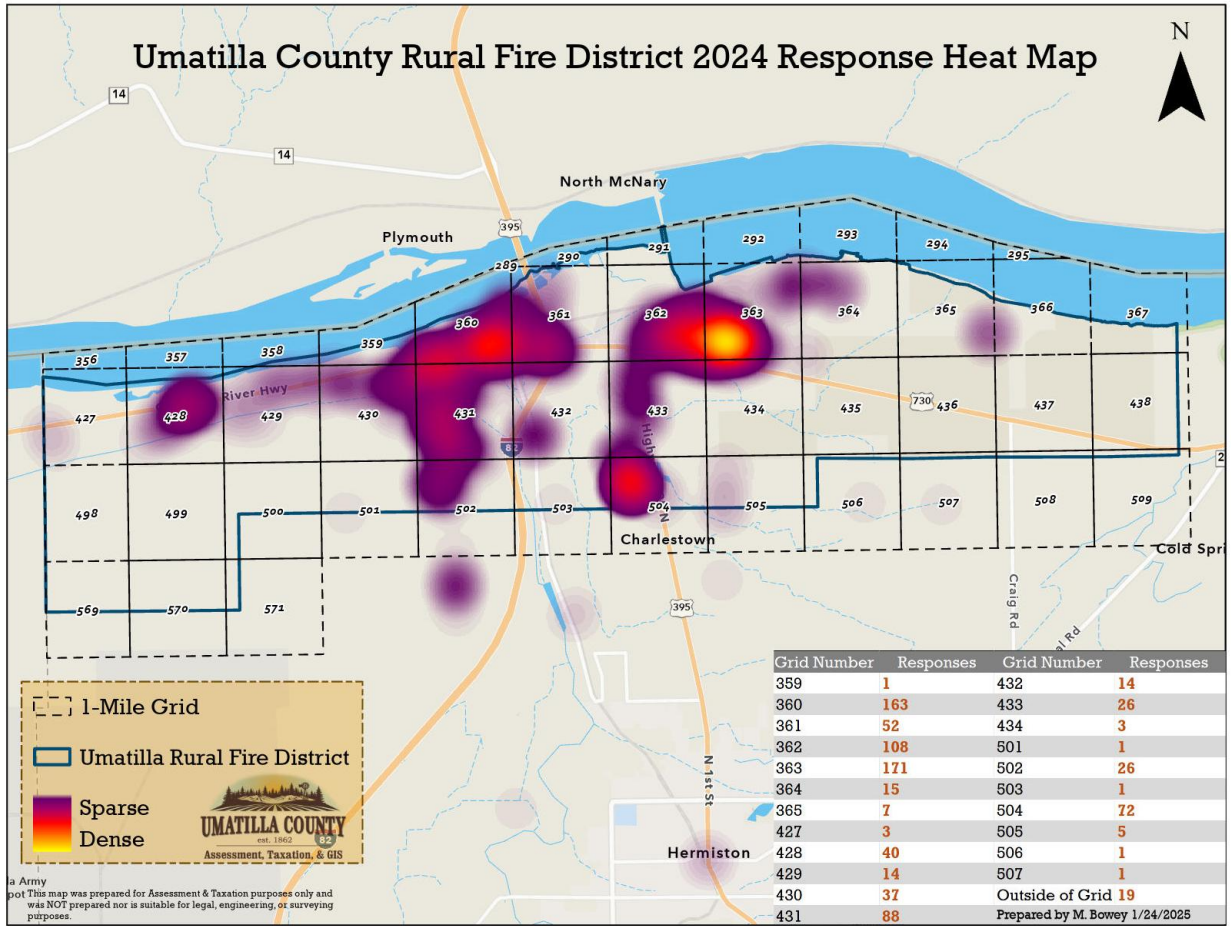 Umatilla County Rural Fire District 2024 Response Heat Map
N
14
14
North McNary
395
Plymouth
289 290 291 292 293 294 295
356 357 358 359 360 361 362 363 364 365 366 367
River Hwy
427 428 429 430 431 432 433 434 435 730 436 437 438
82
High
N
2
498 499 500 501 502 503 504 505 506 507 508 509
Charlestown
Cold Spri
569 570 571
395
Craig Rd
al Rd
N 1st St
Hermiston
1-Mile Grid
Umatilla Rural Fire District
Sparse
Dense
UMATILLA COUNTY
est. 1862
82
Assessment, Taxation, & GIS
la Army
pot
This map was prepared for Assessment & Taxation purposes only and
was NOT prepared nor is suitable for legal, engineering, or surveying
purposes.
Grid Number Responses Grid Number Responses
359 1 432 14
360 163 433 26
361 52 434 3
362 108 501 1
363 171 502 26
364 15 503 1
365 7 504 72
427 3 505 5
428 40 506 1
429 14 507 1
430 37 Outside of Grid 19
431 88 Prepared by M. Bowey 1/24/2025